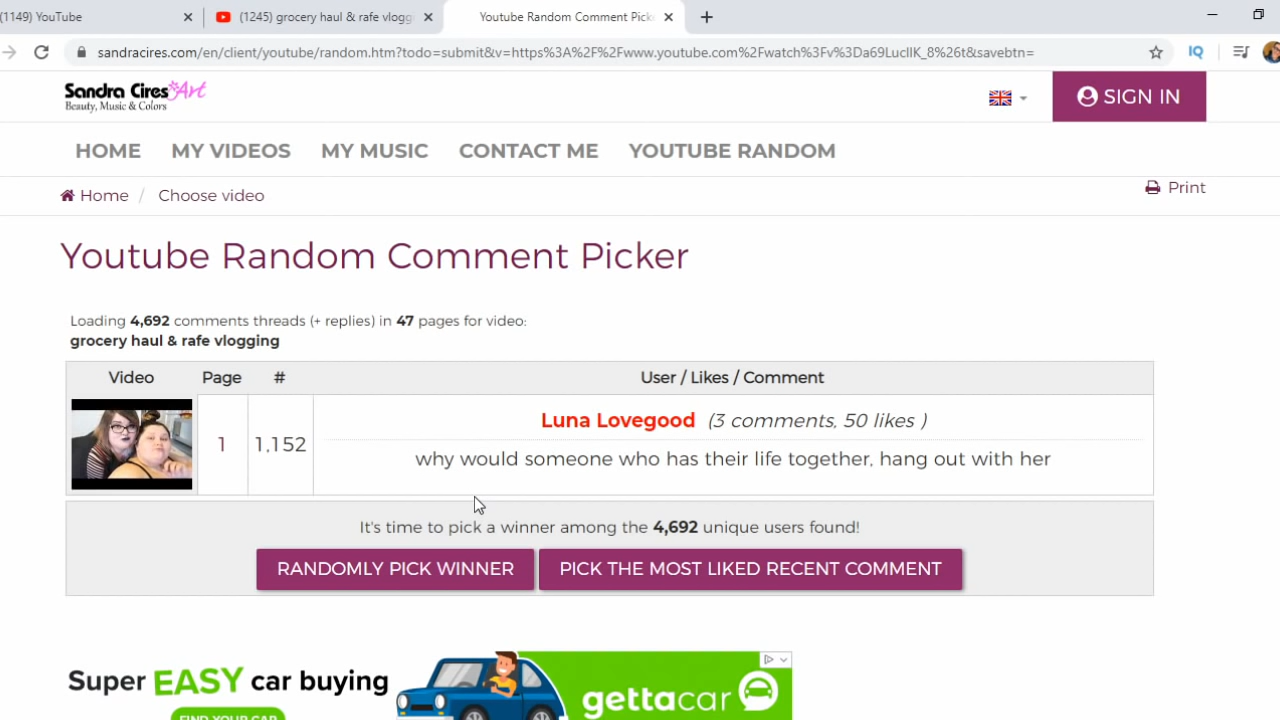 (1149) YouTube
(1245) grocery haul & rafe vlogg
Youtube Random Comment Pick
sandracires.com/en/client/youtube/random.htm?todo=submit&v=https%3A%2F%2Fwww.youtube.com%2Fwatch%3Fv%3Da69LucIlK_8%26t&savebtn=
IQ
Sandra Cires Art
Beauty, Music & Colors
SIGN IN
HOME MY VIDEOS MY MUSIC CONTACT ME YOUTUBE RANDOM
Home / Choose video
Print
Youtube Random Comment Picker
Loading 4,692 comments threads (+ replies) in 47 pages for video:
grocery haul & rafe vlogging
Video Page # User / Likes / Comment
Luna Lovegood (3 comments, 50 likes )
1 1,152
why would someone who has their life together, hang out with her
It's time to pick a winner among the 4,692 unique users found!
RANDOMLY PICK WINNER PICK THE MOST LIKED RECENT COMMENT
Super EASY car buying
gettacar
FIND YOUR CAR